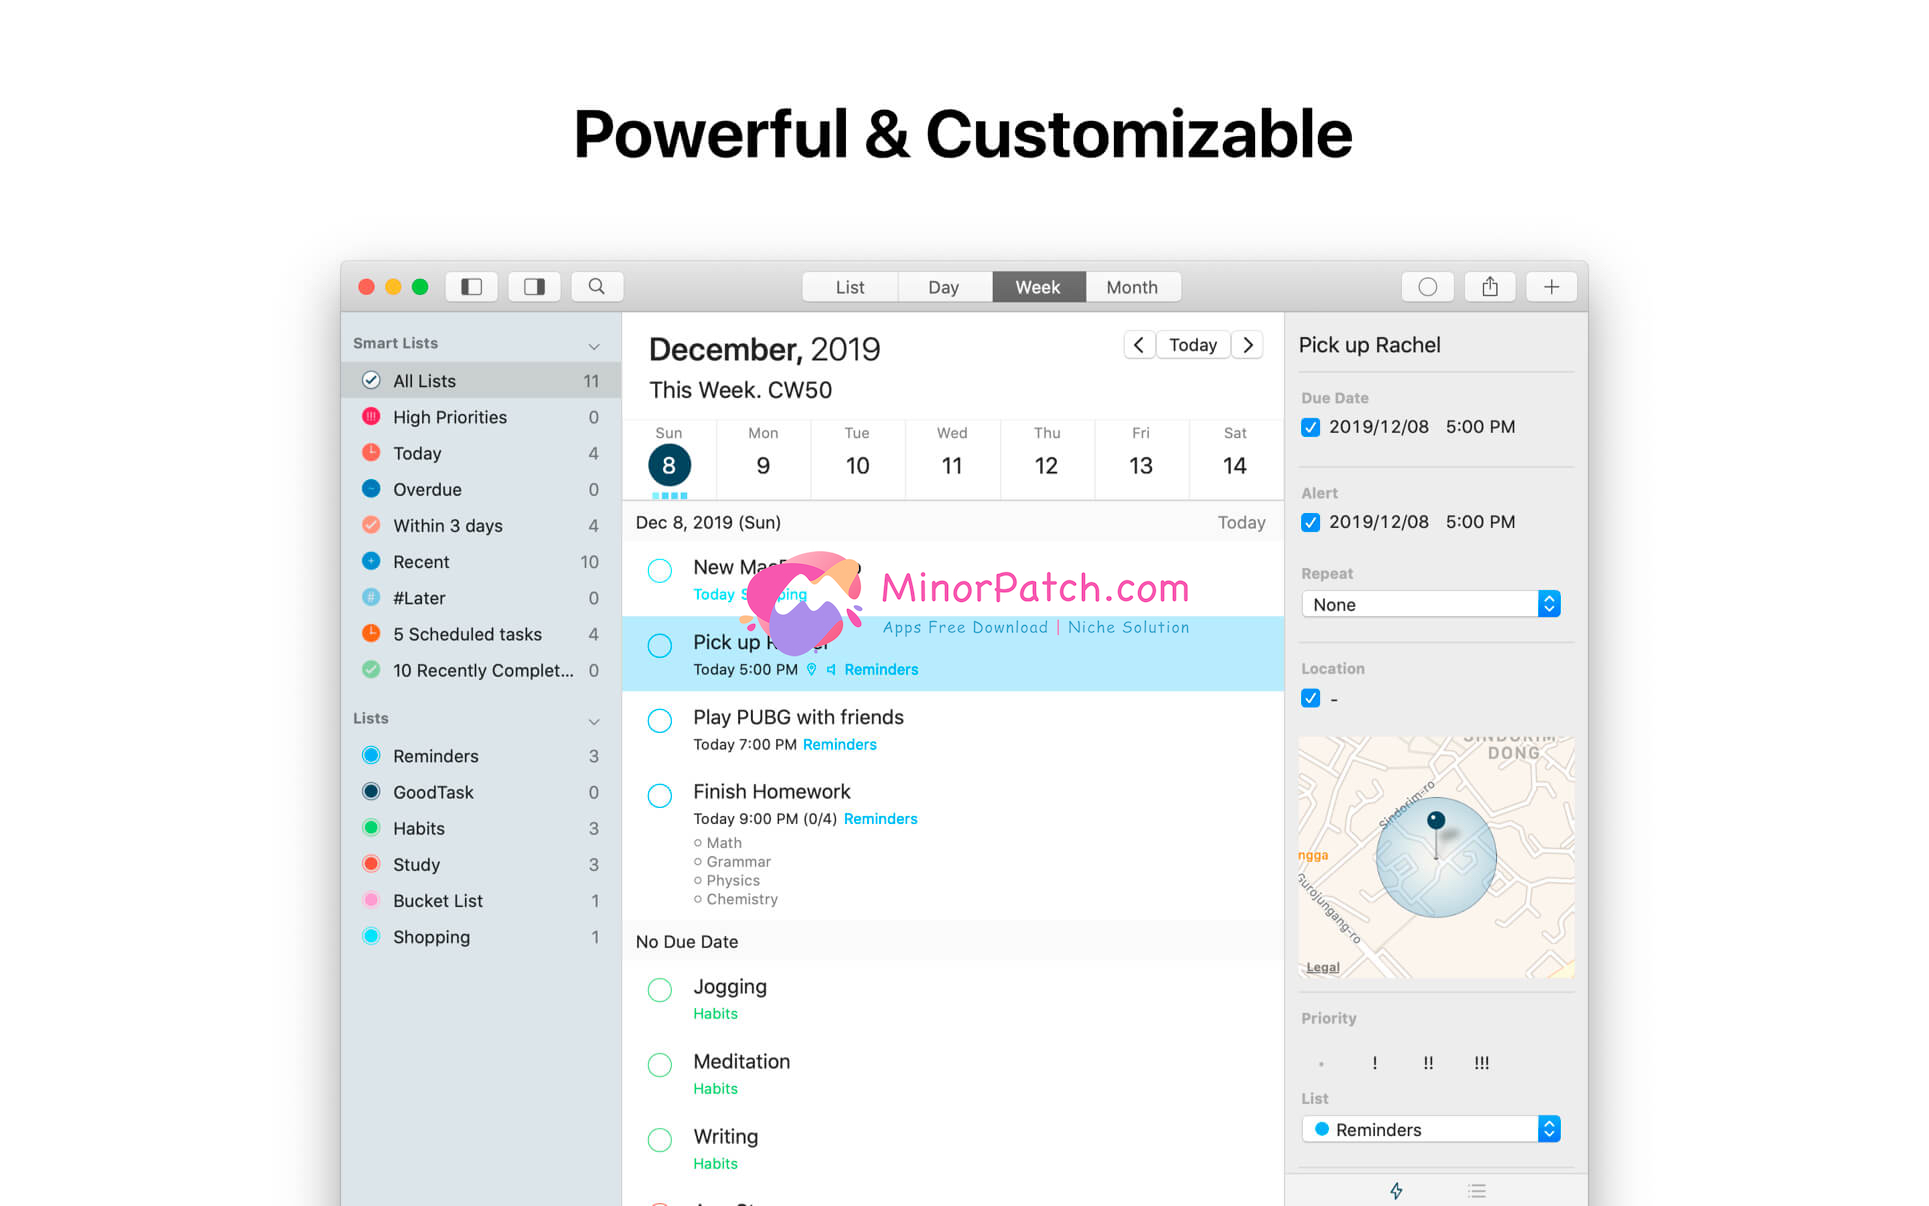 Powerful & Customizable
List
Day
Week
Month
Smart Lists
All Lists 11
High Priorities 0
Today 4
Overdue 0
Within 3 days 4
Recent 10
#Later 0
5 Scheduled tasks 4
10 Recently Complet... 0
Lists
Reminders 3
GoodTask 0
Habits 3
Study 3
Bucket List 1
Shopping 1
December, 2019
Today
This Week. CW50
Sun Mon Tue Wed Thu Fri Sat
8 9 10 11 12 13 14
Dec 8, 2019 (Sun) Today
New
Today
MinorPatch.com
Apps Free Download | Niche Solution
Pick up
Today 5:00 PM Reminders
Play PUBG with friends
Today 7:00 PM Reminders
Finish Homework
Today 9:00 PM (0/4) Reminders
Math
Grammar
Physics
Chemistry
No Due Date
Jogging
Habits
Meditation
Habits
Writing
Habits
Pick up Rachel
Due Date
2019/12/08 5:00 PM
Alert
2019/12/08 5:00 PM
Repeat
None
Location
-
SINDORIM
DONG
Sindorim-ro
ngga
Gurojungang-ro
Legal
Priority
! !! !!!
List
Reminders